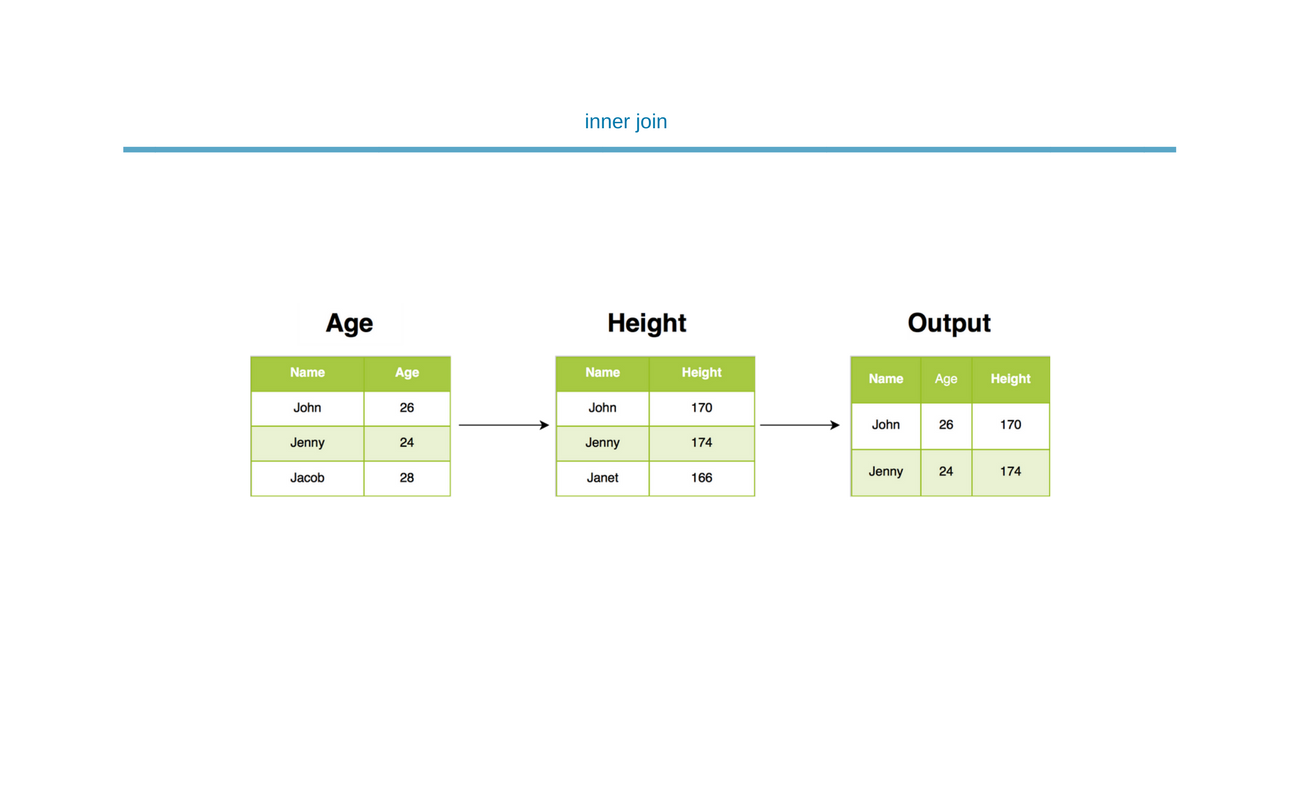 inner join
Age
Name Age
John 26
Jenny 24
Jacob 28
Height
Name Height
John 170
Jenny 174
Janet 166
Output
Name Age Height
John 26 170
Jenny 24 174